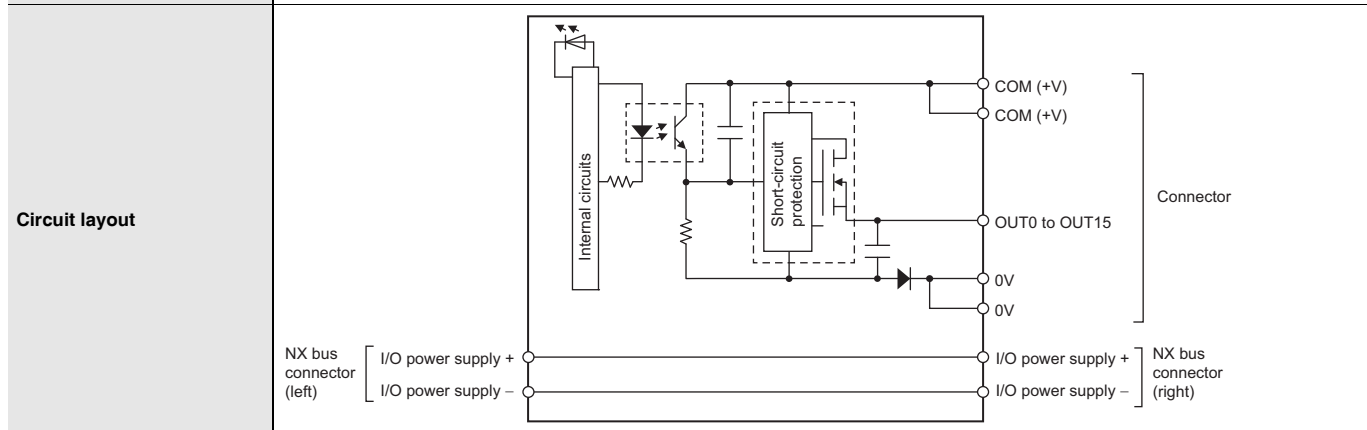 Circuit layout
Internal circuits
Short-circuit
protection
COM (+V)
COM (+V)
OUT0 to OUT15
0V
0V
Connector
NX bus
connector
(left)
I/O power supply +
I/O power supply −
I/O power supply +
I/O power supply −
NX bus
connector
(right)